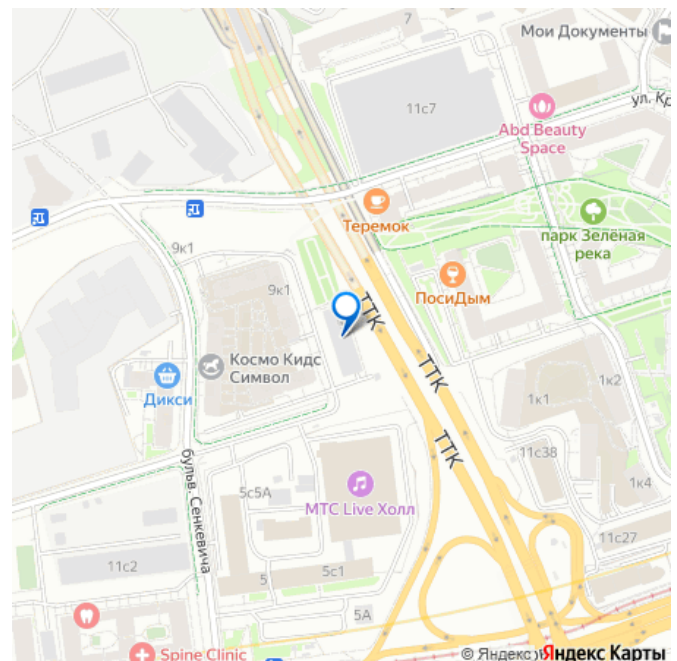 7
Мои Документы
11с7
ул. Кр
Abd Beauty
Space
Теремок
парк Зелёная
река
9к1
9к1
ПосиДым
ТТК
Космо Кидс
Символ
Дикси
ТТК
1к2
1к1
ТТК
11с38
бульв. Сенкевича
5с5А
МТС Live Холл
1к4
11с2
5
5с1
11с27
5А
Spine Clinic
© Яндекс
Яндекс Карты